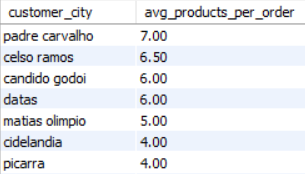 customer_city avg_products_per_order
padre carvalho 7.00
celso ramos 6.50
candido godoi 6.00
datas 6.00
matias olimpio 5.00
cidelandia 4.00
picarra 4.00